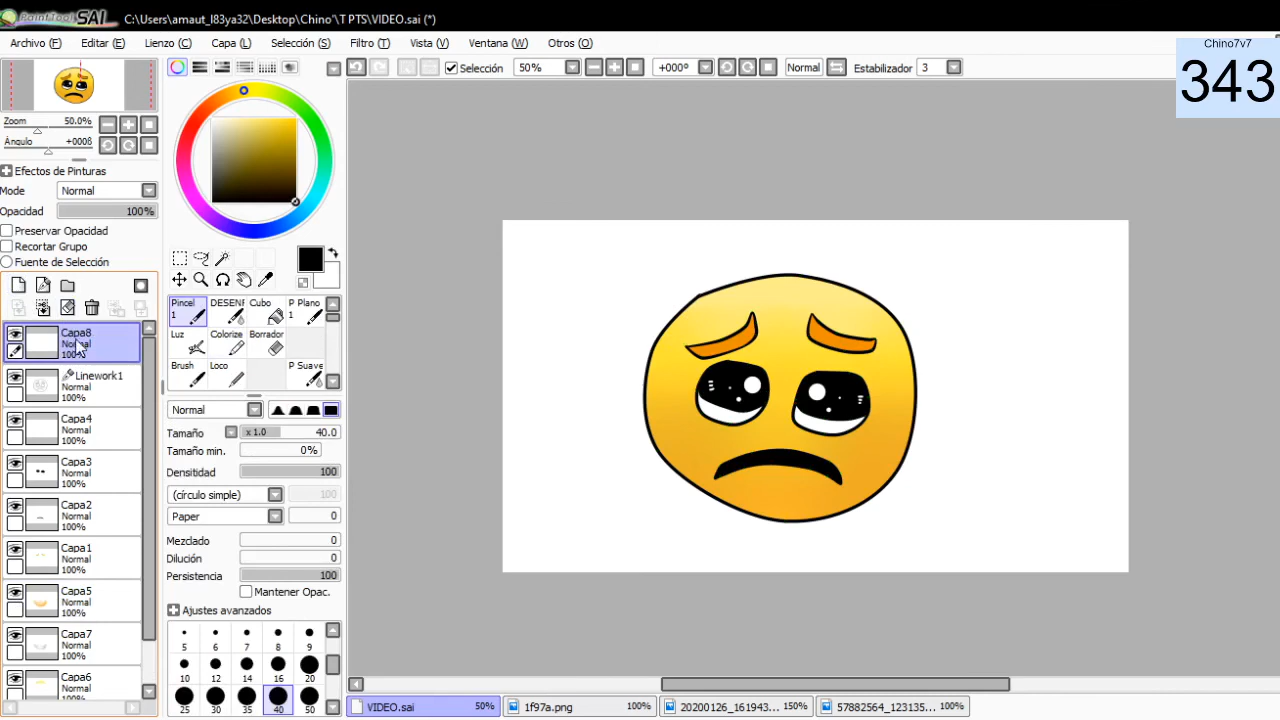 PaintTool SAI C:\Users\amaut_l83ya32\Desktop\Chino'\T PTS\VIDEO.sai (*)
Archivo (F) Editar (E) Lienzo (C) Capa (L) Selección (S) Filtro (T) Vista (V) Ventana (W) Otros (O)
Chino7v7
343
Selección 50% +000º Normal Estabilizador 3
Zoom 50.0%
Ángulo +000ß
Efectos de Pinturas
Mode Normal
Opacidad 100%
Preservar Opacidad
Recortar Grupo
Fuente de Selección
Capa8
Normal
100%
Linework1
Normal
100%
Capa4
Normal
100%
Capa3
Normal
100%
Capa2
Normal
100%
Capa1
Normal
100%
Capa5
Normal
100%
Capa7
Normal
100%
Capa6
Normal
Pincel 1 DESENF Cubo P Plano 1
Luz Colorize Borrador
Brush Loco P Suave
Normal
Tamaño x 1.0 40.0
Tamaño min. 0%
Densitidad 100
(círculo simple) 100
Paper 0
Mezclado 0
Dilución 0
Persistencia 100
Mantener Opac.
Ajustes avanzados
5 6 7 8 9
10 12 14 16 20
25 30 35 40 50
VIDEO.sai 50% 1f97a.png 100% 20200126_161943... 150% 57882564_123135... 100%